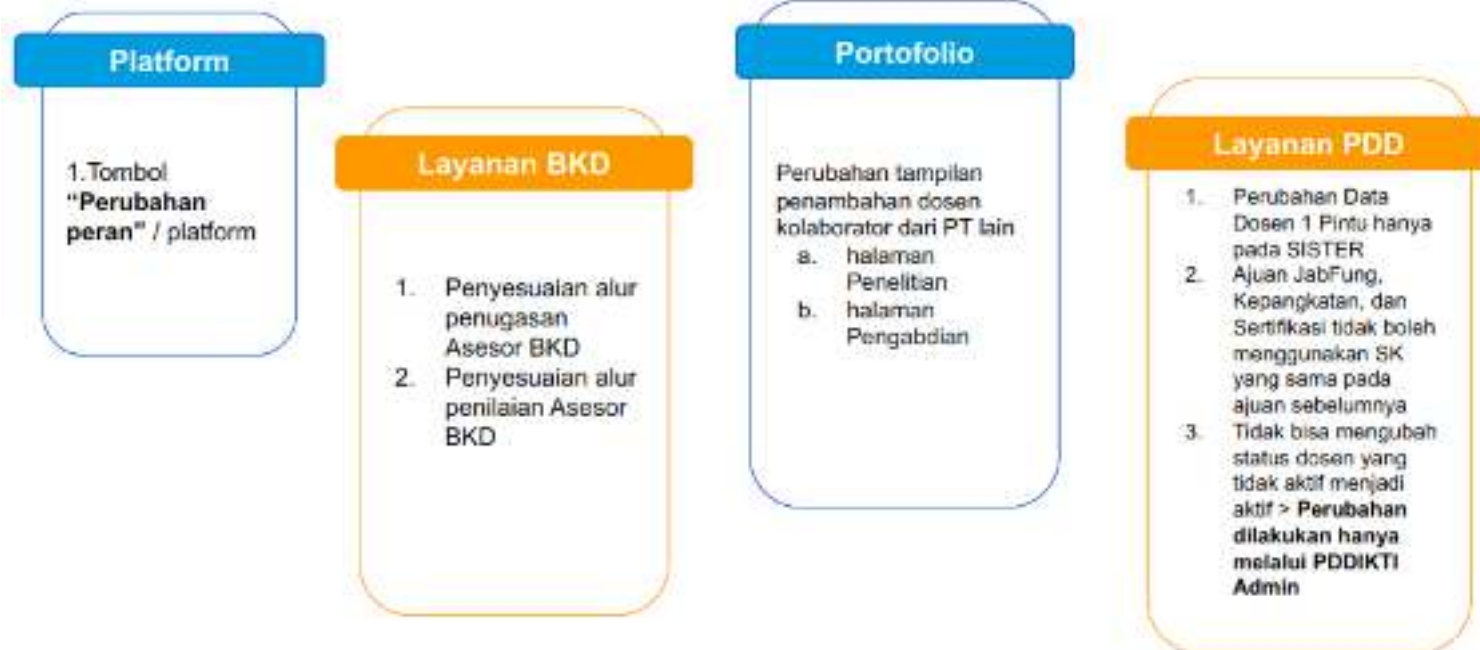 Platform
1.Tombol
“Perubahan
peran” / platform
Layanan BKD
1. Penyesuaian alur
penugasan
Asesor BKD
2. Penyesuaian alur
penilaian Asesor
BKD
Portofolio
Perubahan tampilan
penambahan dosen
kolaborator dari PT lain
a. halaman
Penelitian
b. halaman
Pengabdian
Layanan PDD
1. Perubahan Data
Dosen 1 Pintu hanya
pada SISTER
2. Ajuan JabFung,
Kepangkatan, dan
Sertifikasi tidak boleh
menggunakan SK
yang sama pada
ajuan sebelumnya
3. Tidak bisa mengubah
status dosen yang
tidak aktif menjadi
aktif > Perubahan
dilakukan hanya
melalui PDDIKTI
Admin